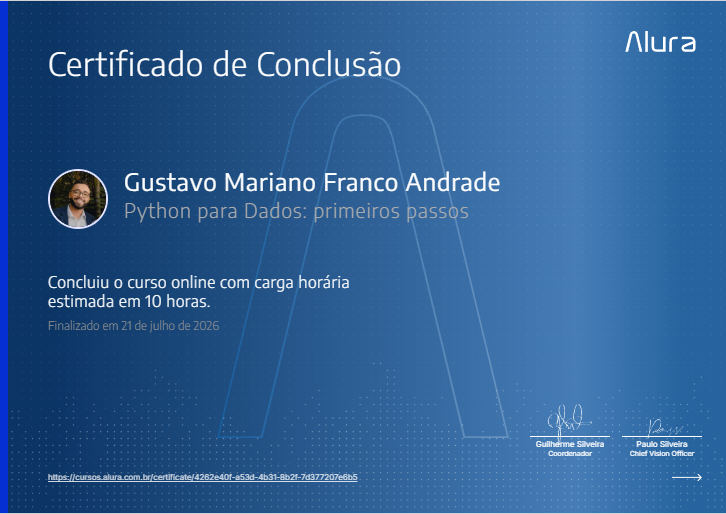 Alura
Certificado de Conclusão
Gustavo Mariano Franco Andrade
Python para Dados: primeiros passos
Concluiu o curso online com carga horária
estimada em 10 horas.
Finalizado em 21 de julho de 2026
Guilherme Silveira
Coordenador
Paulo Silveira
Chief Vision Officer
https://cursos.alura.com.br/certificate/4262e40f-a53d-4b31-8b2f-7d377207e6b5